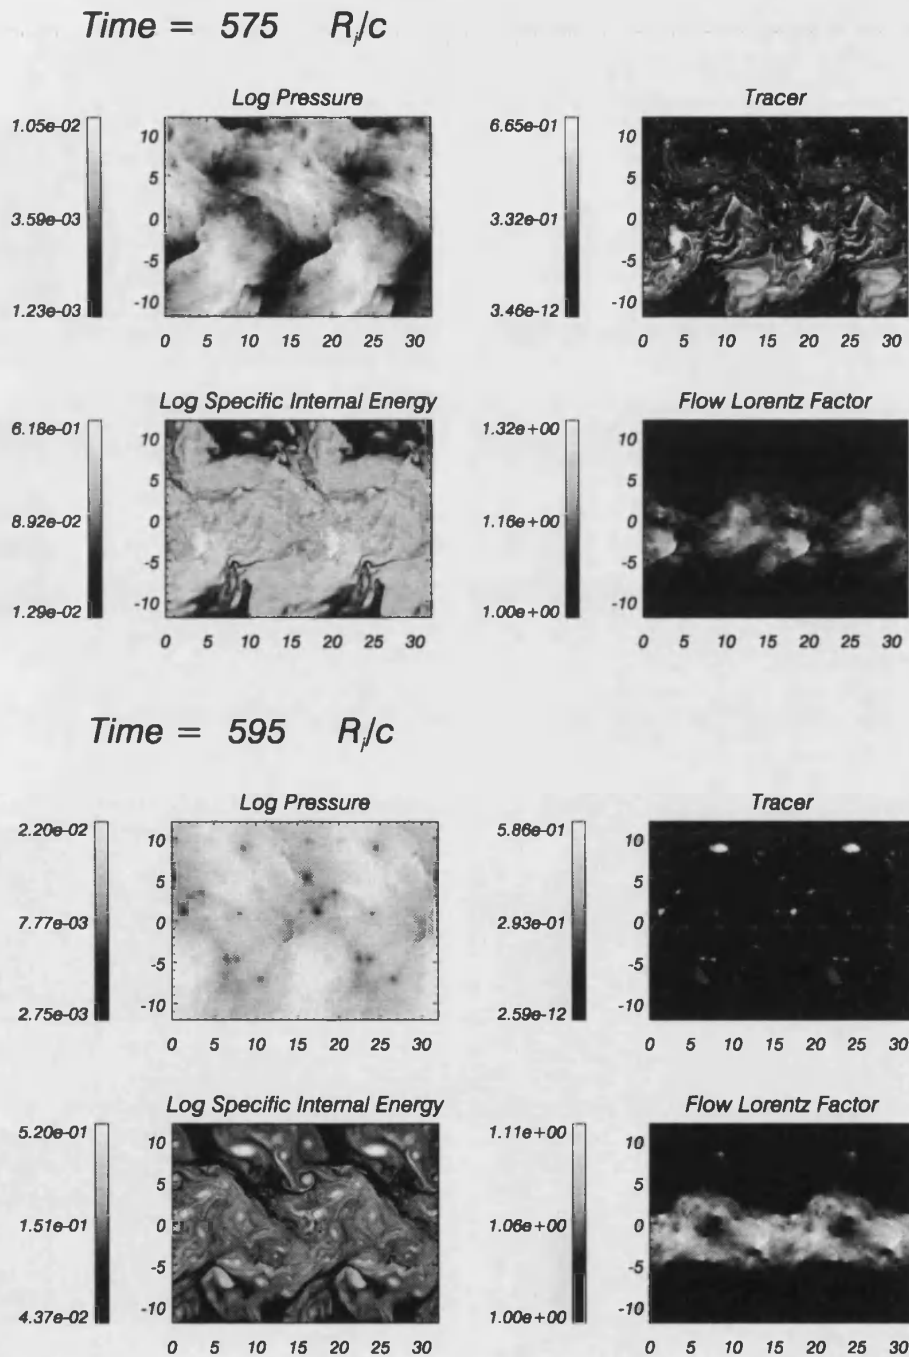 Time = 575 Rj/c
Log Pressure
1.05e-02
3.59e-03
1.23e-03
10
5
0
-5
-10
0 5 10 15 20 25 30
Tracer
6.65e-01
3.32e-01
3.46e-12
10
5
0
-5
-10
0 5 10 15 20 25 30
Log Specific Internal Energy
6.18e-01
8.92e-02
1.29e-02
10
5
0
-5
-10
0 5 10 15 20 25 30
Flow Lorentz Factor
1.32e+00
1.16e+00
1.00e+00
10
5
0
-5
-10
0 5 10 15 20 25 30
Time = 595 Rj/c
Log Pressure
2.20e-02
7.77e-03
2.75e-03
10
5
0
-5
-10
0 5 10 15 20 25 30
Tracer
5.86e-01
2.93e-01
2.59e-12
10
5
0
-5
-10
0 5 10 15 20 25 30
Log Specific Internal Energy
5.20e-01
1.51e-01
4.37e-02
10
5
0
-5
-10
0 5 10 15 20 25 30
Flow Lorentz Factor
1.11e+00
1.06e+00
1.00e+00
10
5
0
-5
-10
0 5 10 15 20 25 30